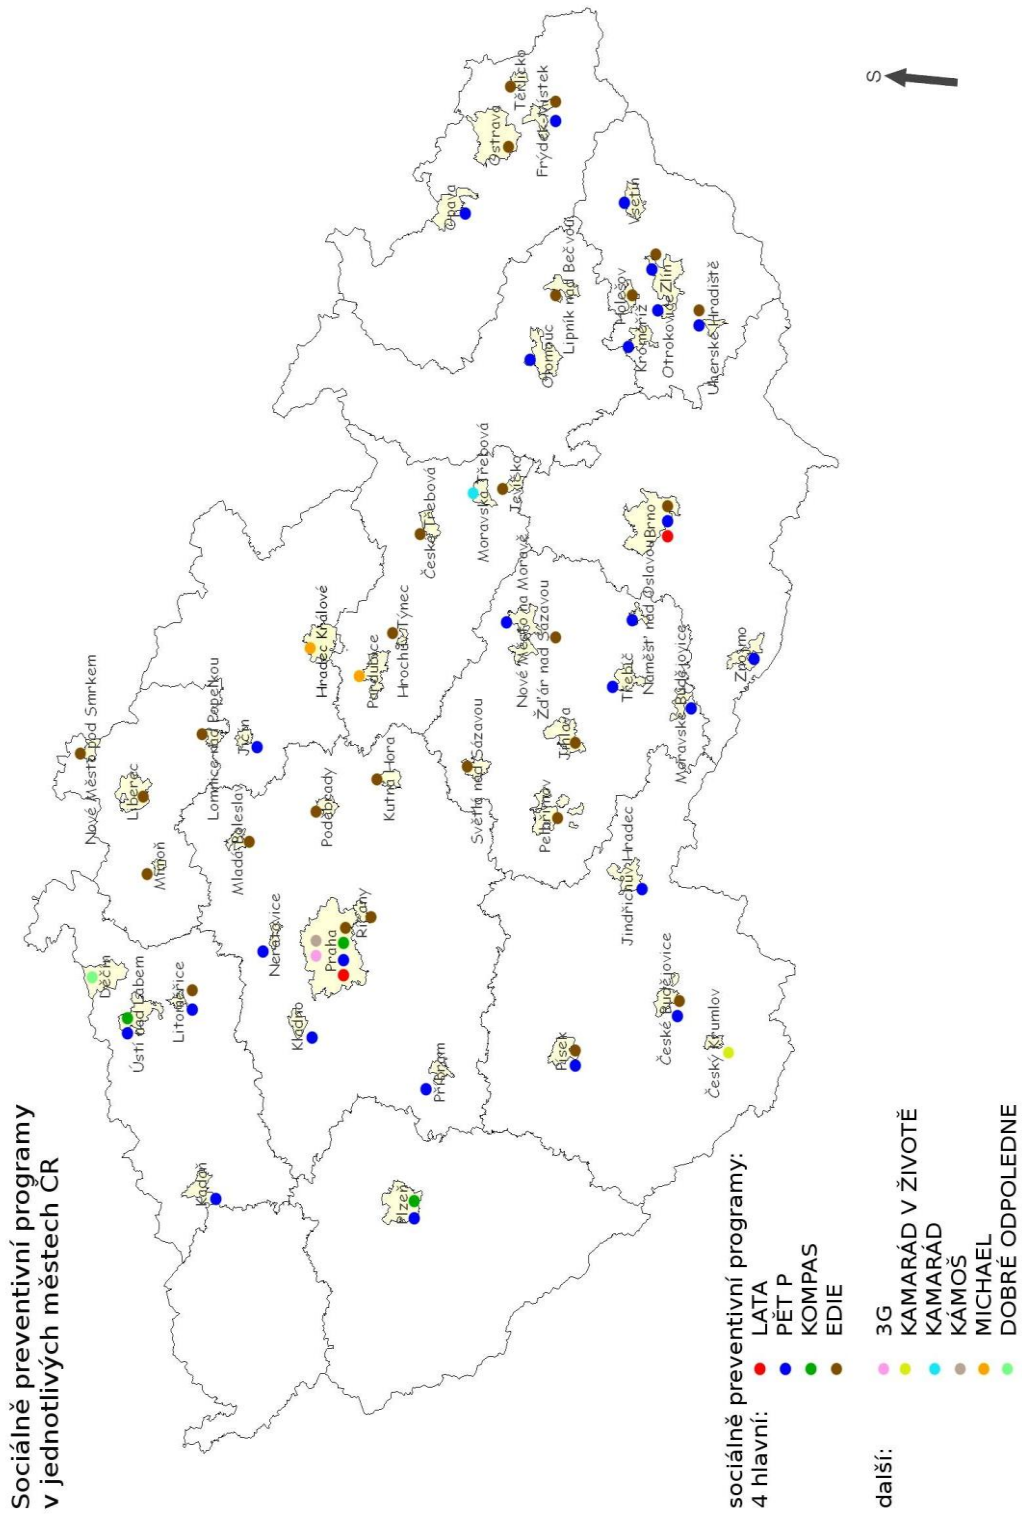 Sociálně preventivní programy
v jednotlivých městech ČR
Nové Město pod Smrkem
Liberec
Mimoň
Děčín
Ústí nad Labem
Litoměřice
Kadaň
Lomnice nad Popelkou
Jičín
Mladá Boleslav
Neratovice
Kladno
Praha
Říčany
Poděbrady
Kutná Hora
Příbram
Plzeň
Hradec Králové
Pardubice
Hrochův Týnec
Česká Třebová
Moravská Třebová
Jevíčko
Opava
Ostrava
Těrlicko
Frýdek-Místek
Olomouc
Lipník nad Bečvou
Holešov
Kroměříž
Otrokovice
Zlín
Vsetín
Uherské Hradiště
Světlá nad Sázavou
Nové Město na Moravě
Žďár nad Sázavou
Jihlava
Pelhřimov
Třebíč
Náměšť nad Oslavou
Brno
Moravské Budějovice
Znojmo
Jindřichův Hradec
Písek
České Budějovice
Český Krumlov
S
sociálně preventivní programy:
4 hlavní:
LATA
PĚT P
KOMPAS
EDIE
další:
3G
KAMARÁD V ŽIVOTĚ
KAMARÁD
KÁMOŠ
MICHAEL
DOBRÉ ODPOLEDNE